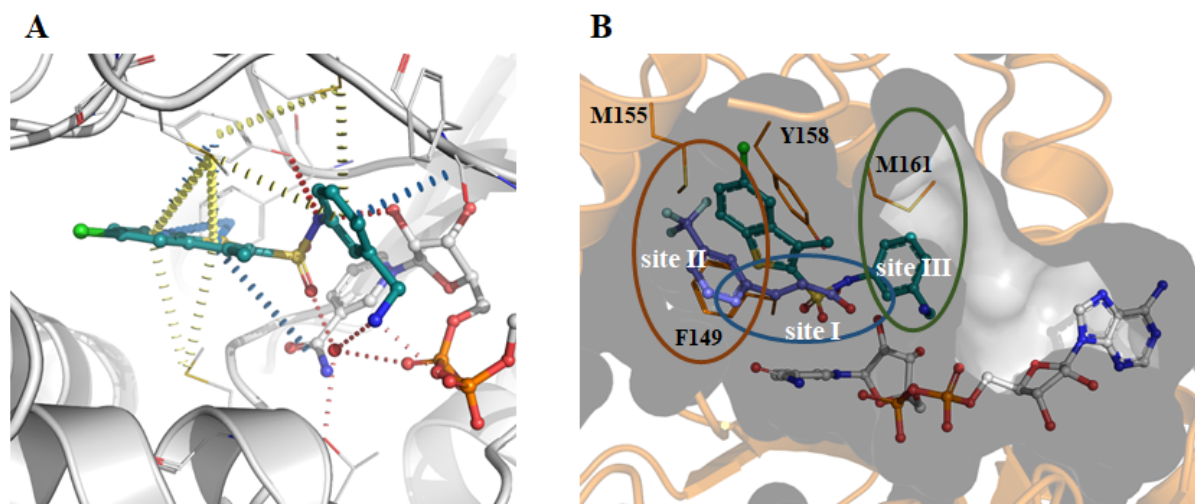 A
B
M155
Y158
M161
site II
site III
site I
F149